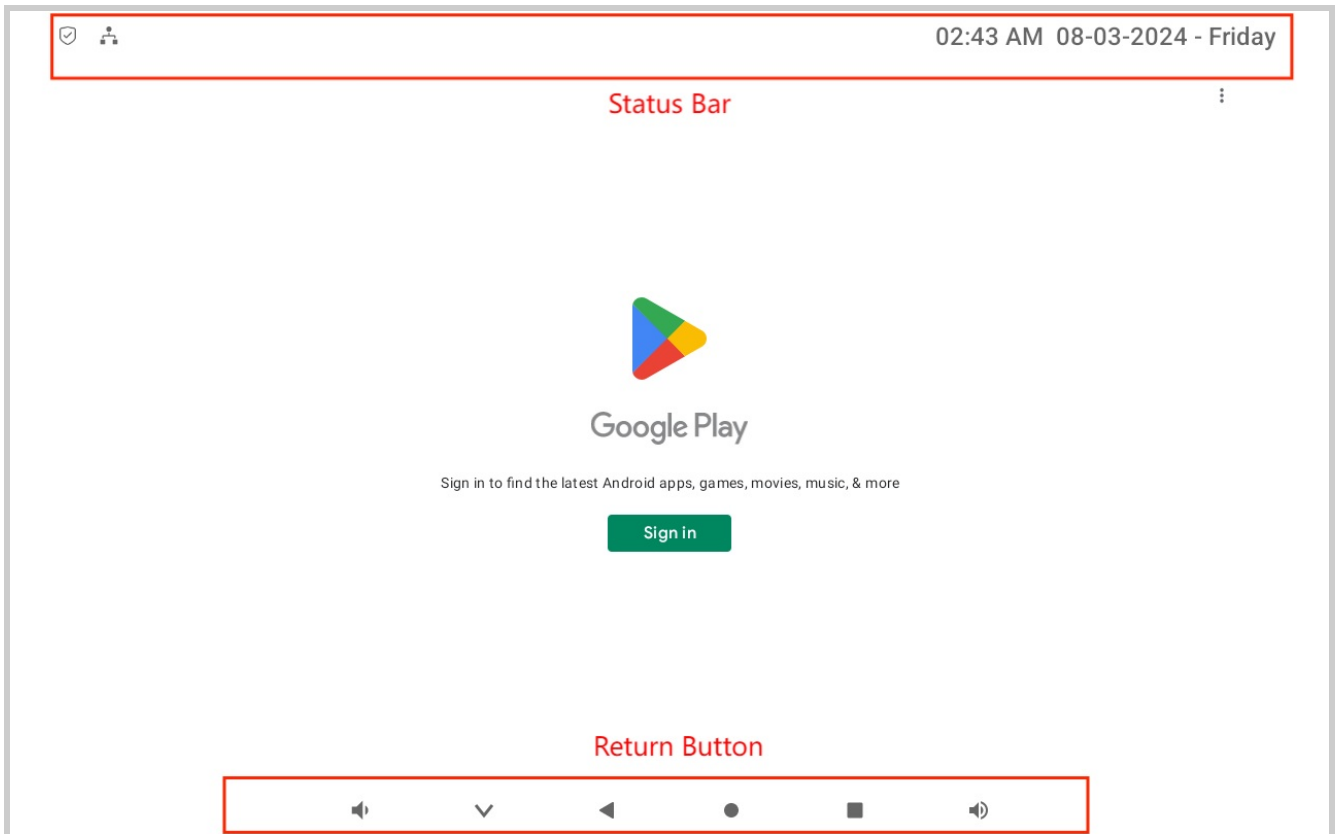 02:43 AM 08-03-2024 - Friday
Status Bar
Google Play
Sign in to find the latest Android apps, games, movies, music, & more
Sign in
Return Button